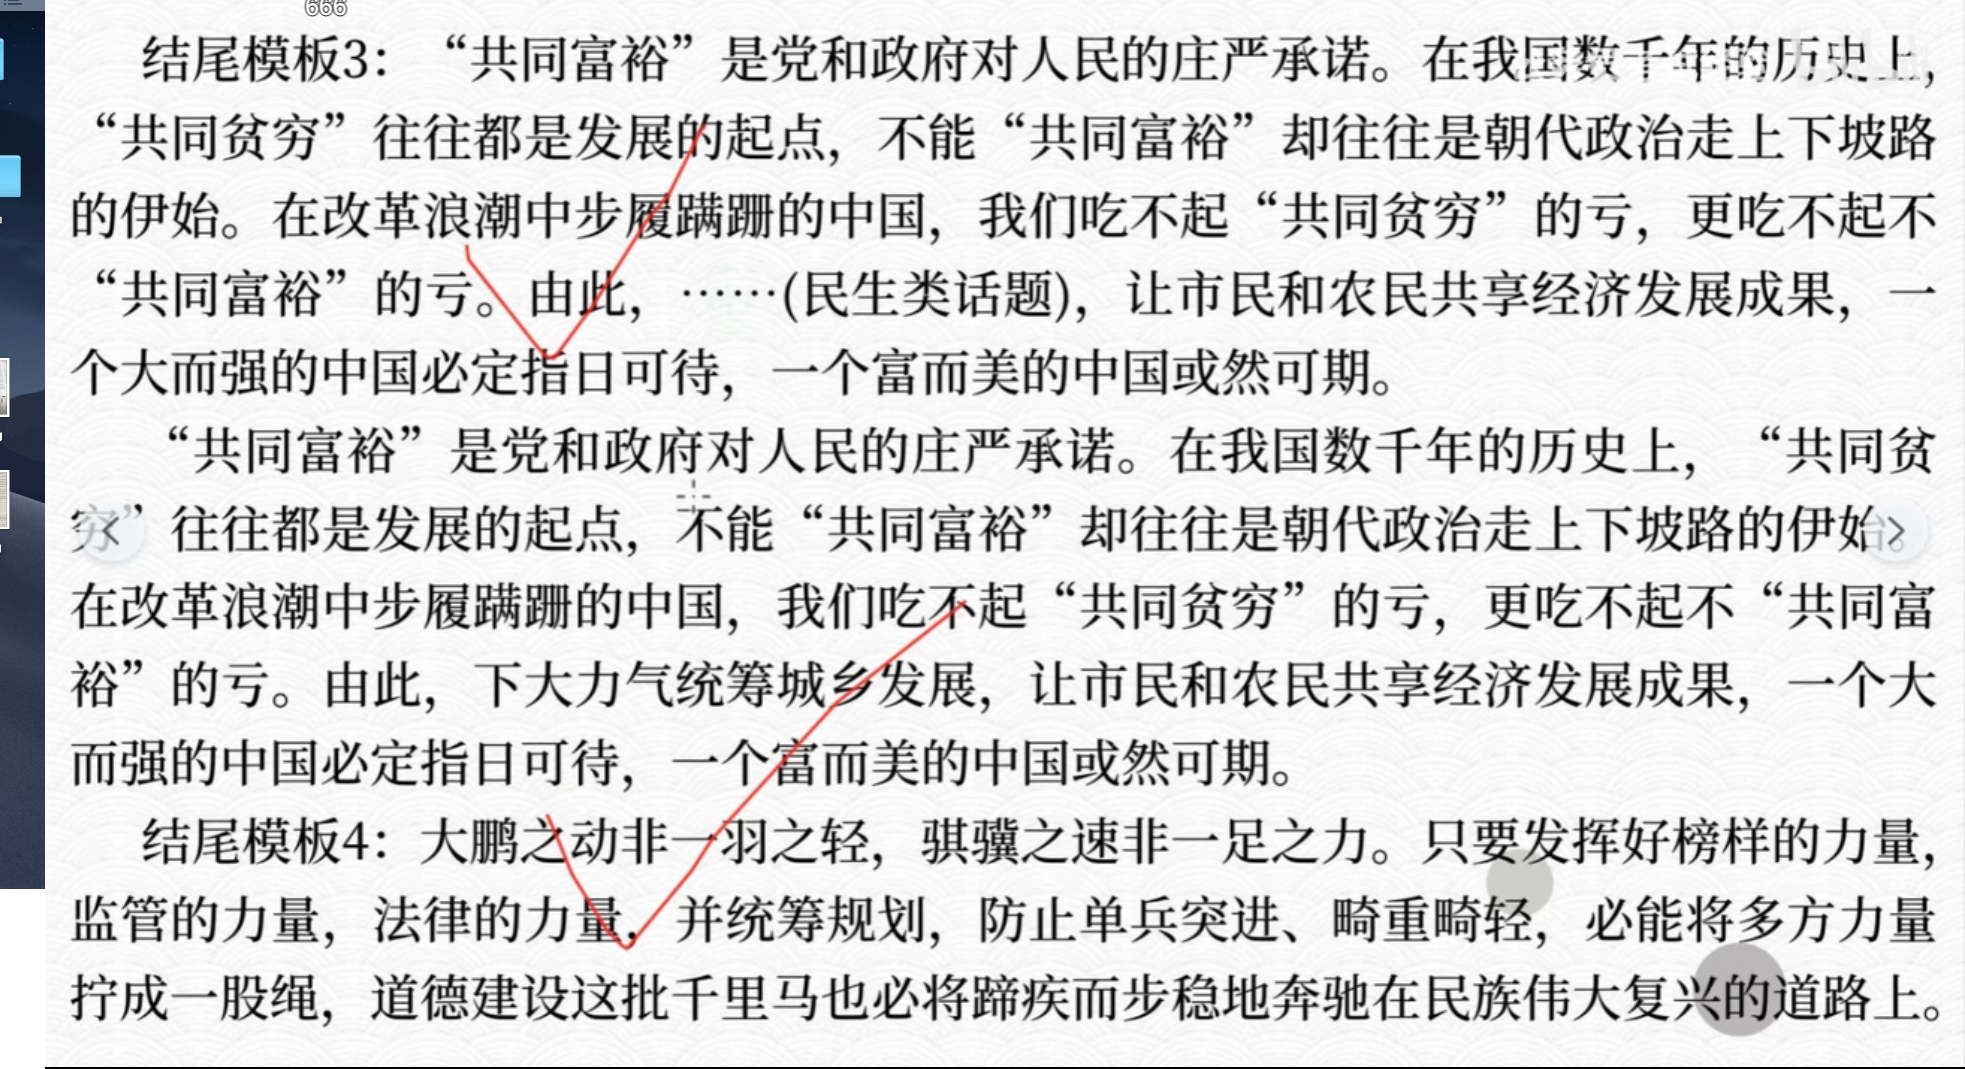 666
结尾模板3：“共同富裕”是党和政府对人民的庄严承诺。在我国数千年的历史上，
“共同贫穷”往往都是发展的起点，不能“共同富裕”却往往是朝代政治走上下坡路
的伊始。在改革浪潮中步履蹒跚的中国，我们吃不起“共同贫穷”的亏，更吃不起不
“共同富裕”的亏。由此，……(民生类话题)，让市民和农民共享经济发展成果，一
个大而强的中国必定指日可待，一个富而美的中国或然可期。
“共同富裕”是党和政府对人民的庄严承诺。在我国数千年的历史上，“共同贫
穷”往往都是发展的起点，不能“共同富裕”却往往是朝代政治走上下坡路的伊始。
在改革浪潮中步履蹒跚的中国，我们吃不起“共同贫穷”的亏，更吃不起不“共同富
裕”的亏。由此，下大力气统筹城乡发展，让市民和农民共享经济发展成果，一个大
而强的中国必定指日可待，一个富而美的中国或然可期。
结尾模板4：大鹏之动非一羽之轻，骐骥之速非一足之力。只要发挥好榜样的力量，
监管的力量，法律的力量，并统筹规划，防止单兵突进、畸重畸轻，必能将多方力量
拧成一股绳，道德建设这批千里马也必将蹄疾而步稳地奔驰在民族伟大复兴的道路上。